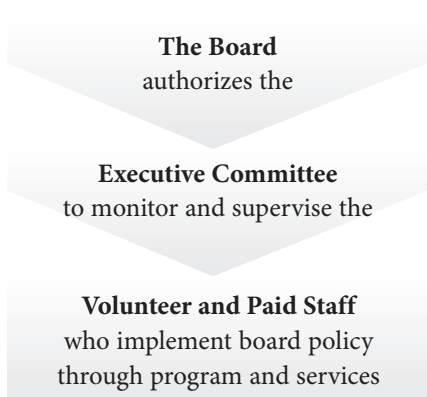 The Board
authorizes the
Executive Committee
to monitor and supervise the
Volunteer and Paid Staff
who implement board policy
through program and services